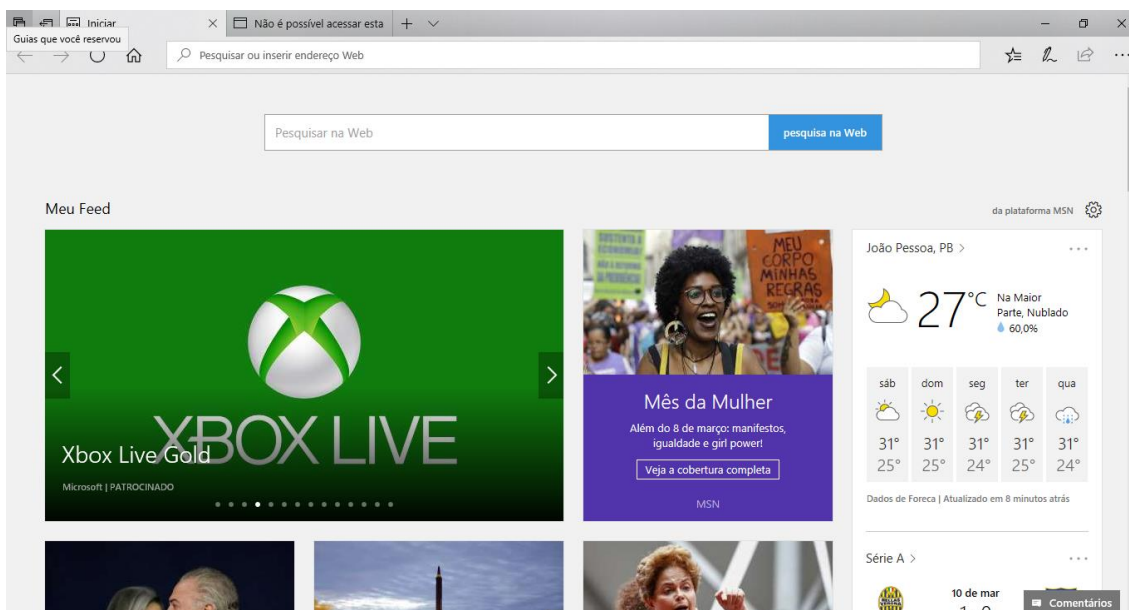 Iniciar
Não é possível acessar esta
Guias que você reservou
Pesquisar ou inserir endereço Web
Pesquisar na Web
pesquisa na Web
Meu Feed
da plataforma MSN
XBOX LIVE
Xbox Live Gold
Microsoft | PATROCINADO
MEU
CORPO
MINHAS
REGRAS
Mês da Mulher
Além do 8 de março: manifestos,
igualdade e girl power!
Veja a cobertura completa
MSN
João Pessoa, PB >
27°C
Na Maior
Parte, Nublado
60,0%
sáb dom seg ter qua
31° 31° 31° 31° 31°
25° 25° 24° 25° 24°
Dados de Foreca | Atualizado em 8 minutos atrás
Série A >
10 de mar
Comentários